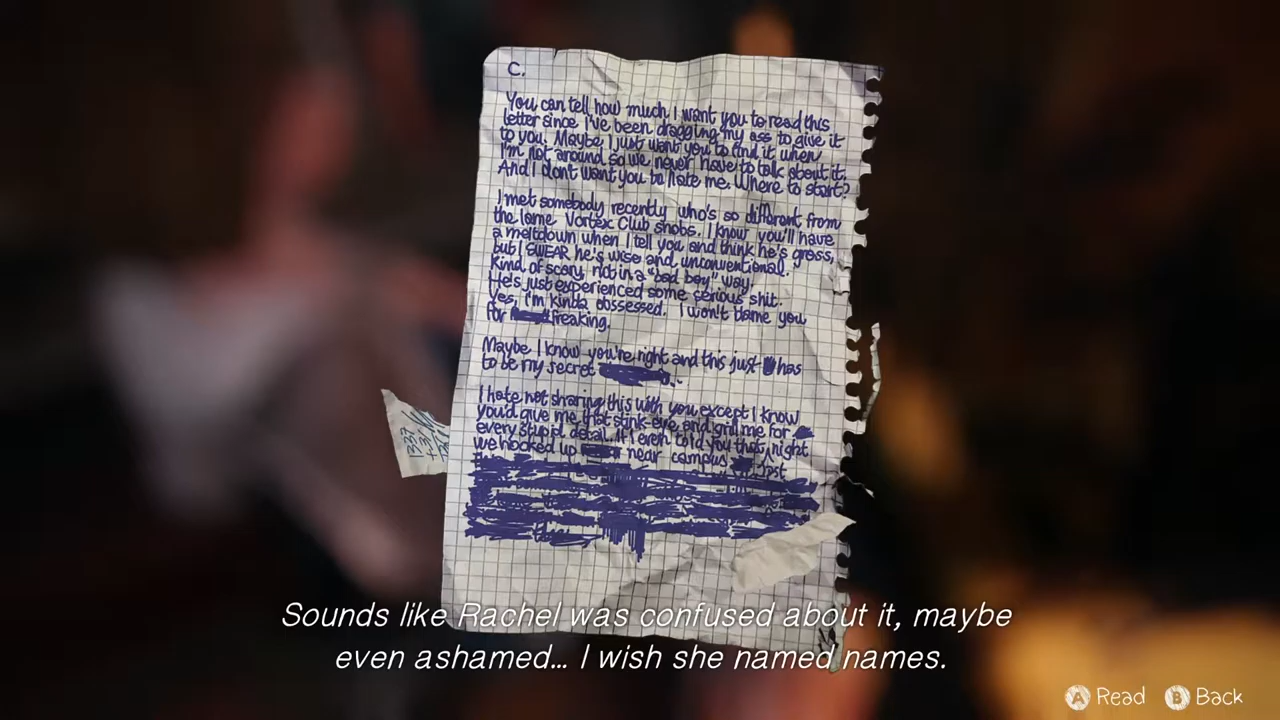 C.
You can tell how much I want you to read this
letter since I've been dragging my ass to give it
to you. Maybe I just want you to find it when
I'm not around so we never have to talk about it.
And I dont want you be hate me. Where to start?
I met somebody recently who's so different from
the lame Vortex Club snobs. I know you'll have
a meltdown when I tell you and think he's gross,
but I SWEAR he's wise and unconventional.
Kind of scary, not in a "bad boy" way.
He's just experienced some serious shit.
Yes, I'm kinda obssessed. I won't blame you
for freaking.
Maybe I know you're right and this just has
to be my secret
I hate not sharing this with you except I know
you'd give me that stink-eye and grill me for
every stupid detail. If I even told you that night
we hooked up near campus first
Sounds like Rachel was confused about it, maybe
even ashamed... I wish she named names.
A Read B Back